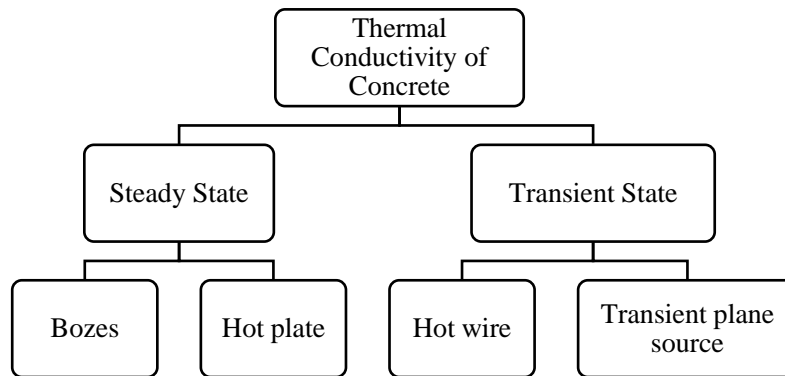 Thermal
Conductivity of
Concrete
Steady State
Transient State
Bozes
Hot plate
Hot wire
Transient plane
source